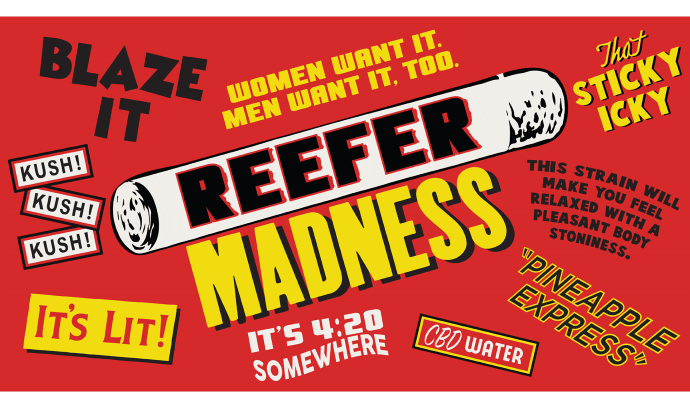 BLAZE
IT
WOMEN WANT IT.
MEN WANT IT, TOO.
That
STICKY
ICKY
KUSH!
KUSH!
KUSH!
REEFER
MADNESS
THIS STRAIN WILL
MAKE YOU FEEL
RELAXED WITH A
PLEASANT BODY
STONINESS.
IT'S LIT!
IT'S 4:20
SOMEWHERE
CBD WATER
"PINEAPPLE
EXPRESS"